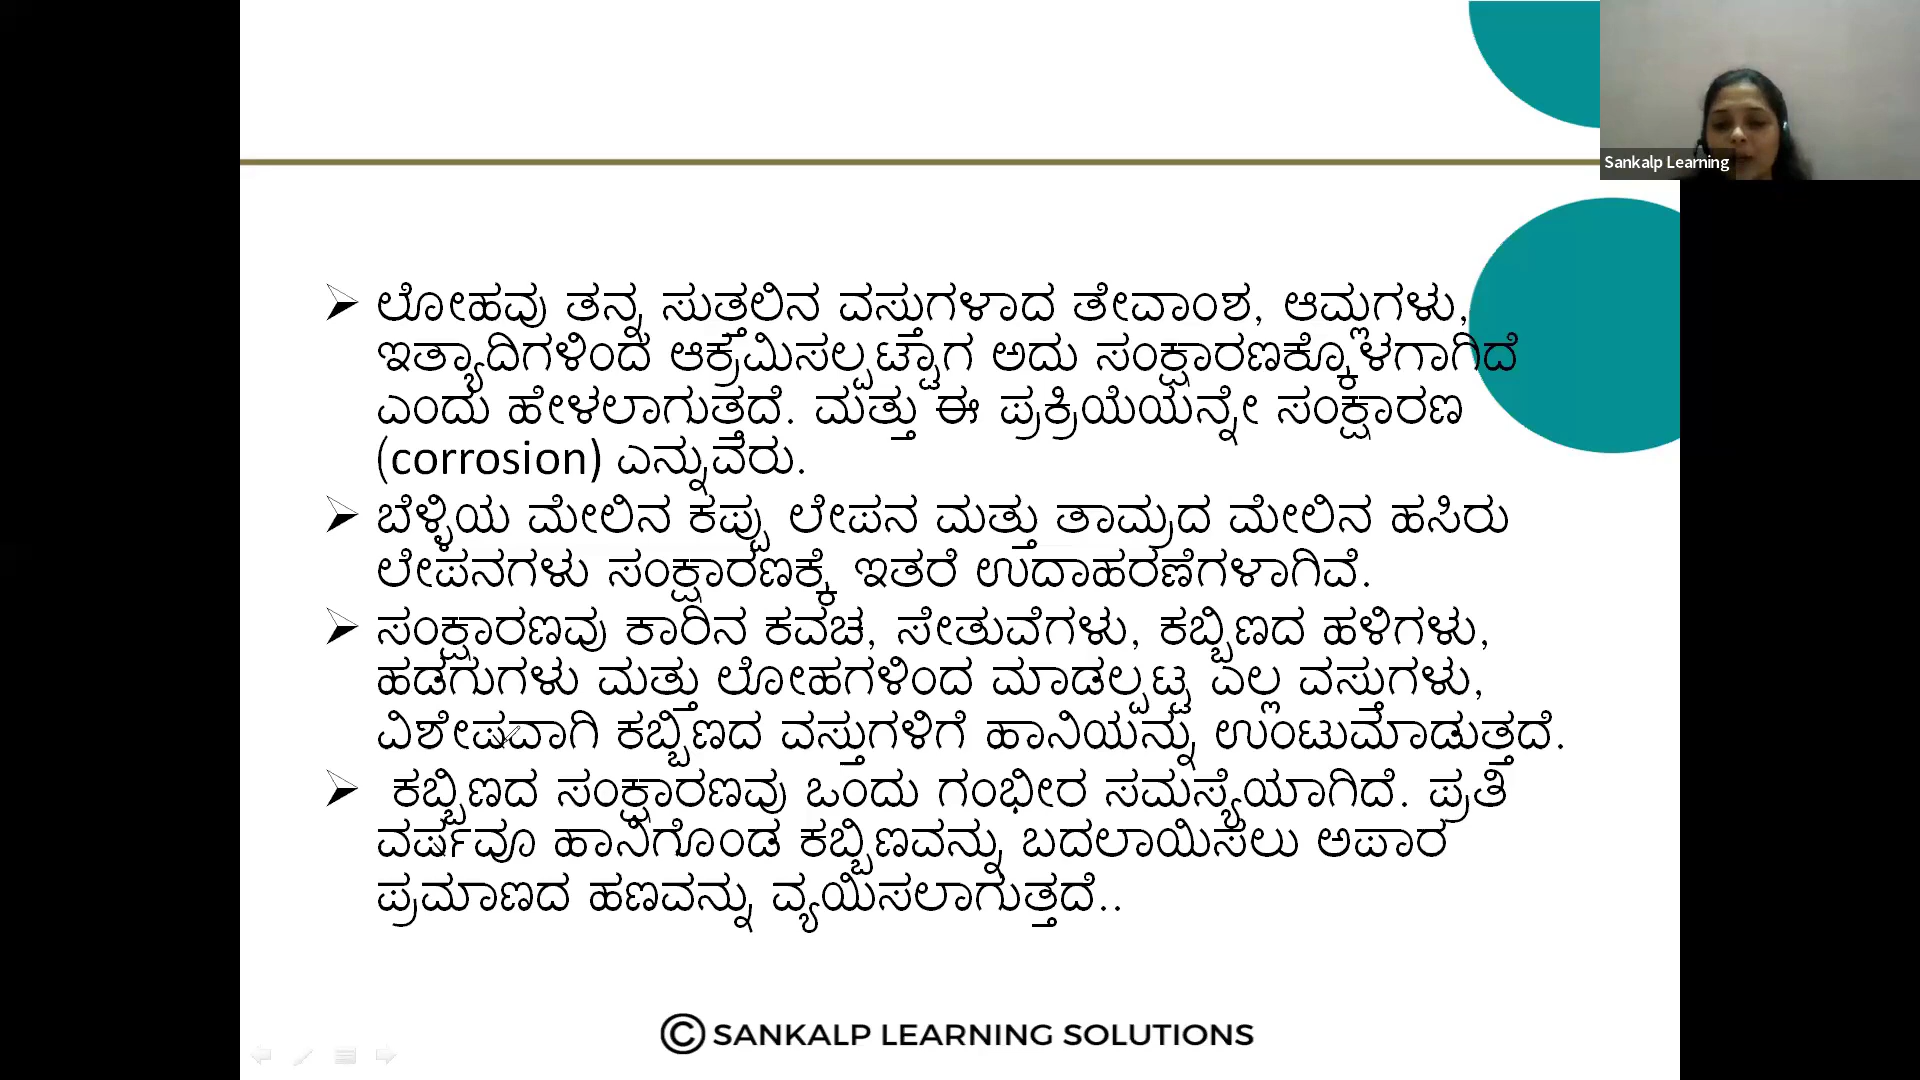 Sankalp Learning
➢ ಲೋಹವು ತನ್ನ ಸುತ್ತಲಿನ ವಸ್ತುಗಳಾದ ತೇವಾಂಶ, ಆಮ್ಲಗಳು,
ಇತ್ಯಾದಿಗಳಿಂದ ಆಕ್ರಮಿಸಲ್ಪಟ್ಟಾಗ ಅದು ಸಂಕ್ಷಾರಣಕ್ಕೊಳಗಾಗಿದೆ
ಎಂದು ಹೇಳಲಾಗುತ್ತದೆ. ಮತ್ತು ಈ ಪ್ರಕ್ರಿಯೆಯನ್ನೇ ಸಂಕ್ಷಾರಣ
(corrosion) ಎನ್ನುವರು.
➢ ಬೆಳ್ಳಿಯ ಮೇಲಿನ ಕಪ್ಪು ಲೇಪನ ಮತ್ತು ತಾಮ್ರದ ಮೇಲಿನ ಹಸಿರು
ಲೇಪನಗಳು ಸಂಕ್ಷಾರಣಕ್ಕೆ ಇತರೆ ಉದಾಹರಣೆಗಳಾಗಿವೆ.
➢ ಸಂಕ್ಷಾರಣವು ಕಾರಿನ ಕವಚ, ಸೇತುವೆಗಳು, ಕಬ್ಬಿಣದ ಹಳಿಗಳು,
ಹಡಗುಗಳು ಮತ್ತು ಲೋಹಗಳಿಂದ ಮಾಡಲ್ಪಟ್ಟ ಎಲ್ಲ ವಸ್ತುಗಳು,
ವಿಶೇಷವಾಗಿ ಕಬ್ಬಿಣದ ವಸ್ತುಗಳಿಗೆ ಹಾನಿಯನ್ನು ಉಂಟುಮಾಡುತ್ತದೆ.
➢ ಕಬ್ಬಿಣದ ಸಂಕ್ಷಾರಣವು ಒಂದು ಗಂಭೀರ ಸಮಸ್ಯೆಯಾಗಿದೆ. ಪ್ರತಿ
ವರ್ಷವೂ ಹಾನಿಗೊಂಡ ಕಬ್ಬಿಣವನ್ನು ಬದಲಾಯಿಸಲು ಅಪಾರ
ಪ್ರಮಾಣದ ಹಣವನ್ನು ವ್ಯಯಿಸಲಾಗುತ್ತದೆ..
© SANKALP LEARNING SOLUTIONS